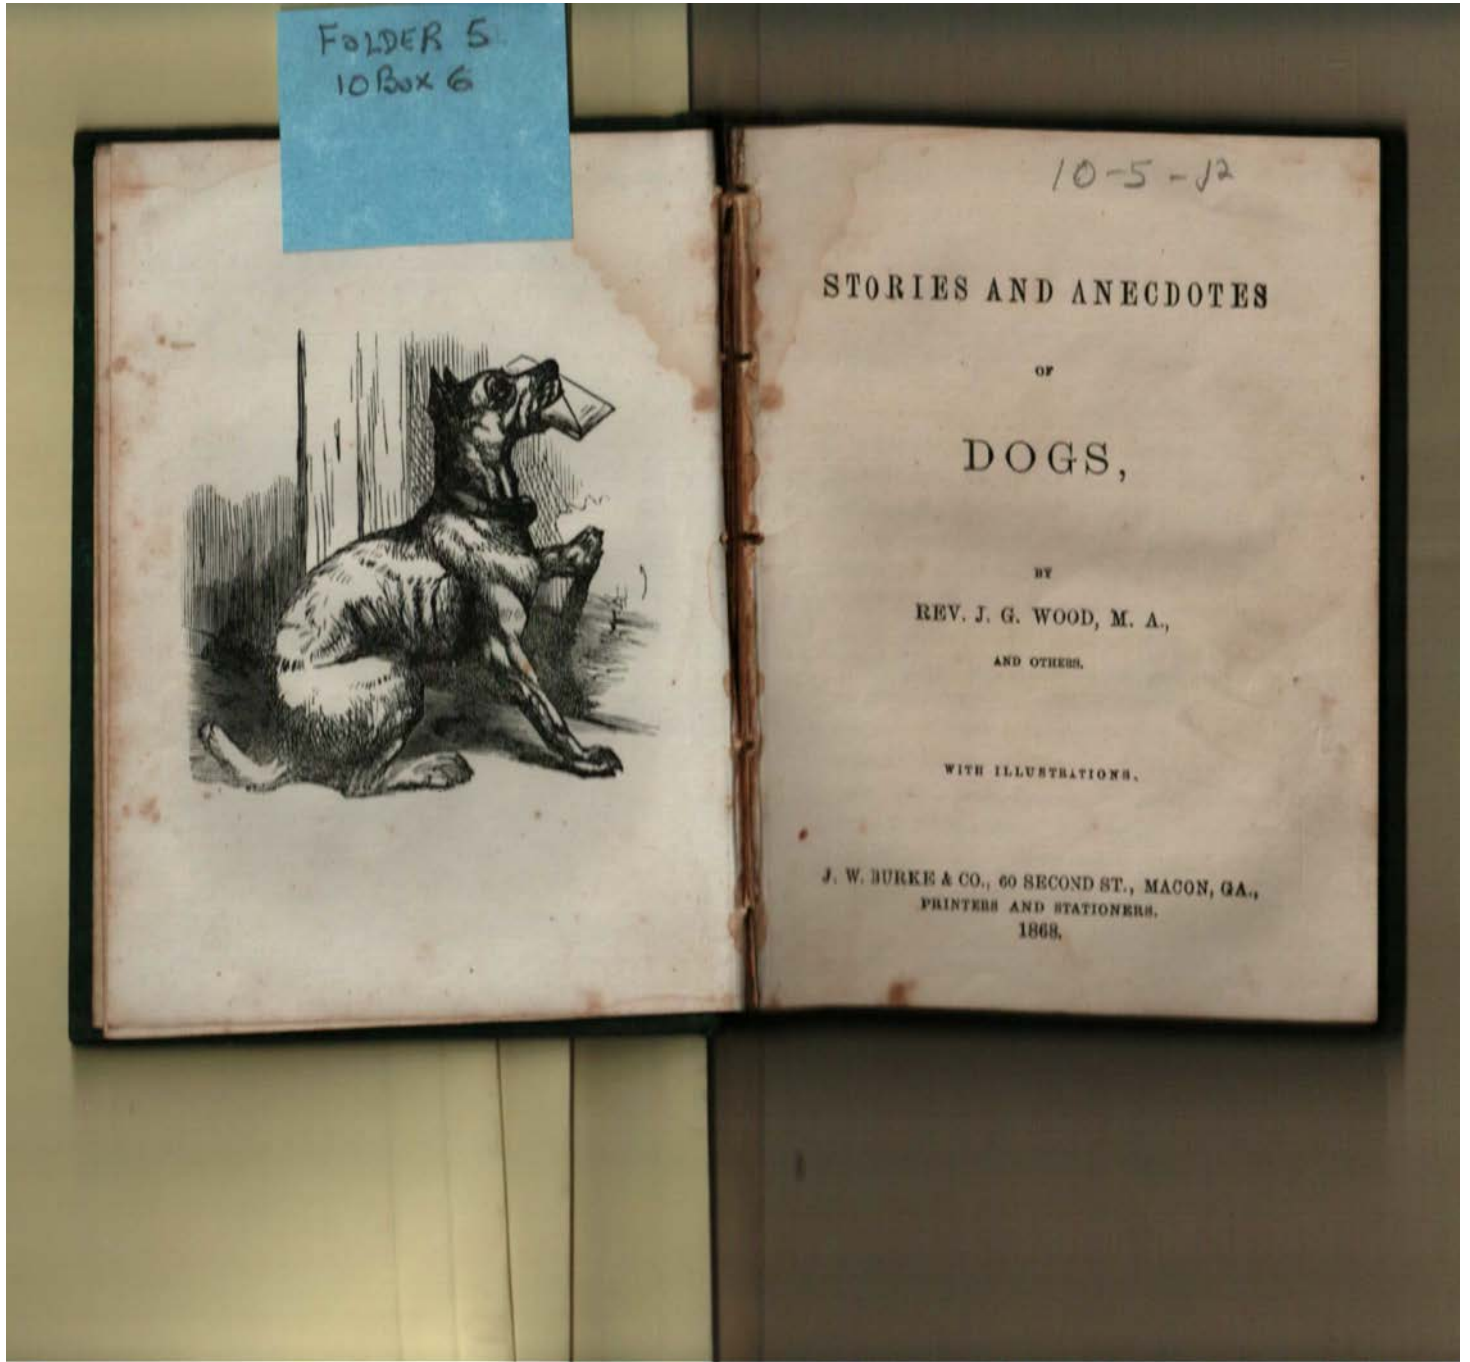 FOLDER 5
10 Box 6
10-5-12
STORIES AND ANECDOTES
OF
DOGS,
BY
REV. J. G. WOOD, M. A.,
AND OTHERS.
WITH ILLUSTRATIONS.
J. W. BURKE & CO., 60 SECOND ST., MACON, GA.,
PRINTERS AND STATIONERS.
1868.